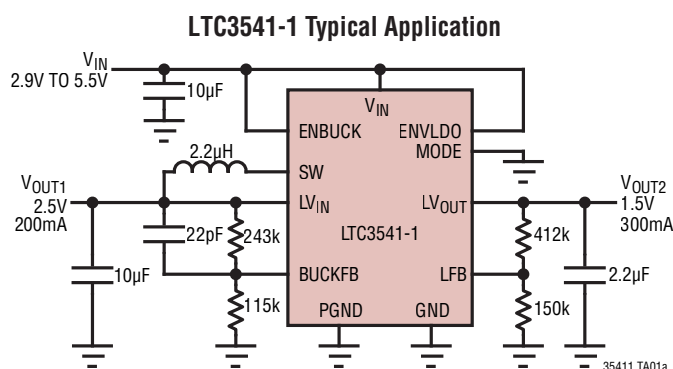 LTC3541-1 Typical Application
VIN
2.9V TO 5.5V
10µF
VIN
ENBUCK
ENVLDO
MODE
2.2µH
SW
VOUT1
2.5V
200mA
LVIN
LVOUT
VOUT2
1.5V
300mA
22pF
243k
LTC3541-1
412k
10µF
BUCKFB
LFB
2.2µF
115k
150k
PGND
GND
35411 TA01a